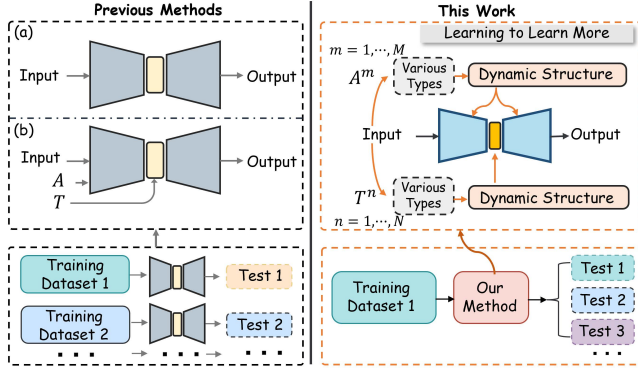 Previous Methods
(a)
Input
Output
(b)
Input
A
T
Output
Training
Dataset 1
Test 1
Training
Dataset 2
Test 2
. . .
. . .
. . .
This Work
Learning to Learn More
m = 1,⋯, M
A^m
Various
Types
Dynamic Structure
Input
Output
T^n
Various
Types
Dynamic Structure
n = 1,⋯, N
Training
Dataset 1
Our
Method
Test 1
Test 2
Test 3
. . .